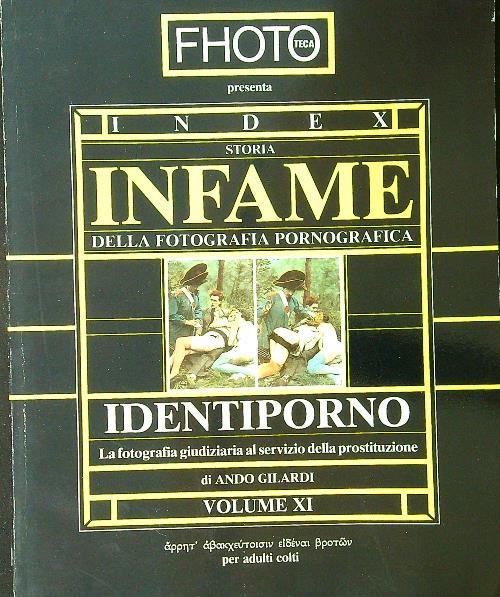 FHOTO TECA
presenta
INDEX
STORIA
INFAME
DELLA FOTOGRAFIA PORNOGRAFICA
IDENTIPORNO
La fotografia giudiziaria al servizio della prostituzione
di ANDO GILARDI
VOLUME XI
ἄρρητ' ἀβακχεύτοισιν εἰδέναι βροτῶν
per adulti colti